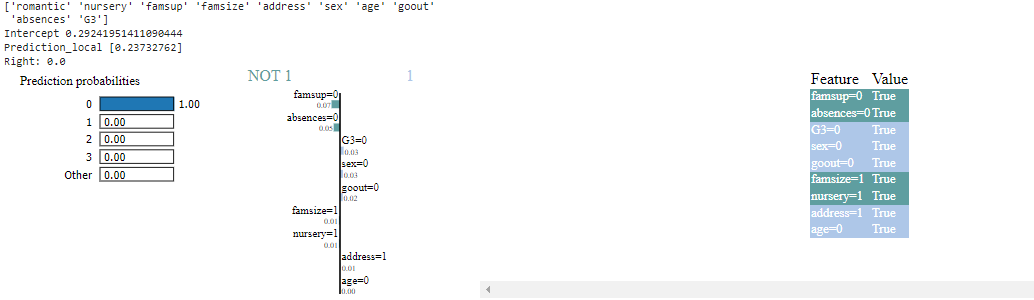 ['romantic' 'nursery' 'famsup' 'famsize' 'address' 'sex' 'age' 'goout'
'absences' 'G3']
Intercept 0.29241951411090444
Prediction_local [0.23732762]
Right: 0.0
Prediction probabilities
0 1.00
1 0.00
2 0.00
3 0.00
Other 0.00
NOT 1 1
famsup=0
0.07
absences=0
0.05
G3=0
0.03
sex=0
0.03
goout=0
0.02
famsize=1
0.01
nursery=1
0.01
address=1
0.01
age=0
0.00
Feature Value
famsup=0 True
absences=0 True
G3=0 True
sex=0 True
goout=0 True
famsize=1 True
nursery=1 True
address=1 True
age=0 True